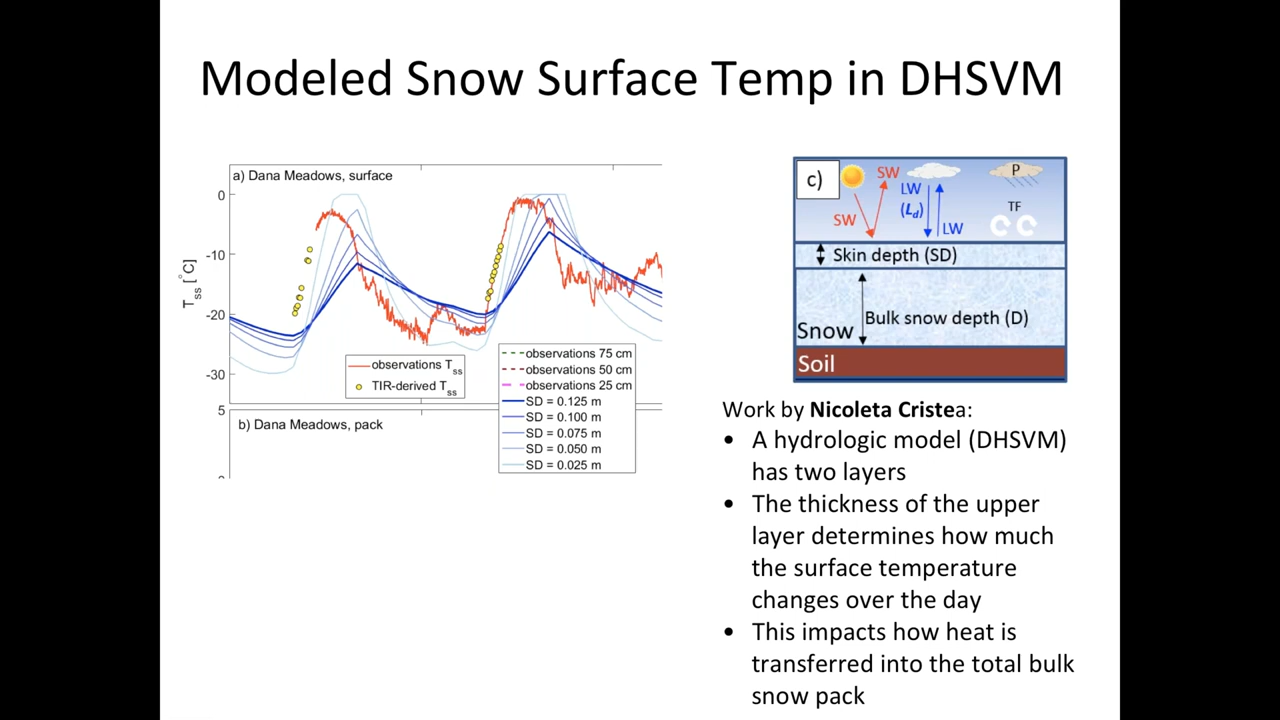 Modeled Snow Surface Temp in DHSVM
a) Dana Meadows, surface
0
-10
-20
-30
Tss [°C]
observations Tss
TIR-derived Tss
observations 75 cm
observations 50 cm
observations 25 cm
SD = 0.125 m
SD = 0.100 m
SD = 0.075 m
SD = 0.050 m
SD = 0.025 m
5
b) Dana Meadows, pack
c)
SW
SW
LW
(Ld)
LW
P
TF
Skin depth (SD)
Bulk snow depth (D)
Snow
Soil
Work by Nicoleta Cristea:
• A hydrologic model (DHSVM)
has two layers
• The thickness of the upper
layer determines how much
the surface temperature
changes over the day
• This impacts how heat is
transferred into the total bulk
snow pack